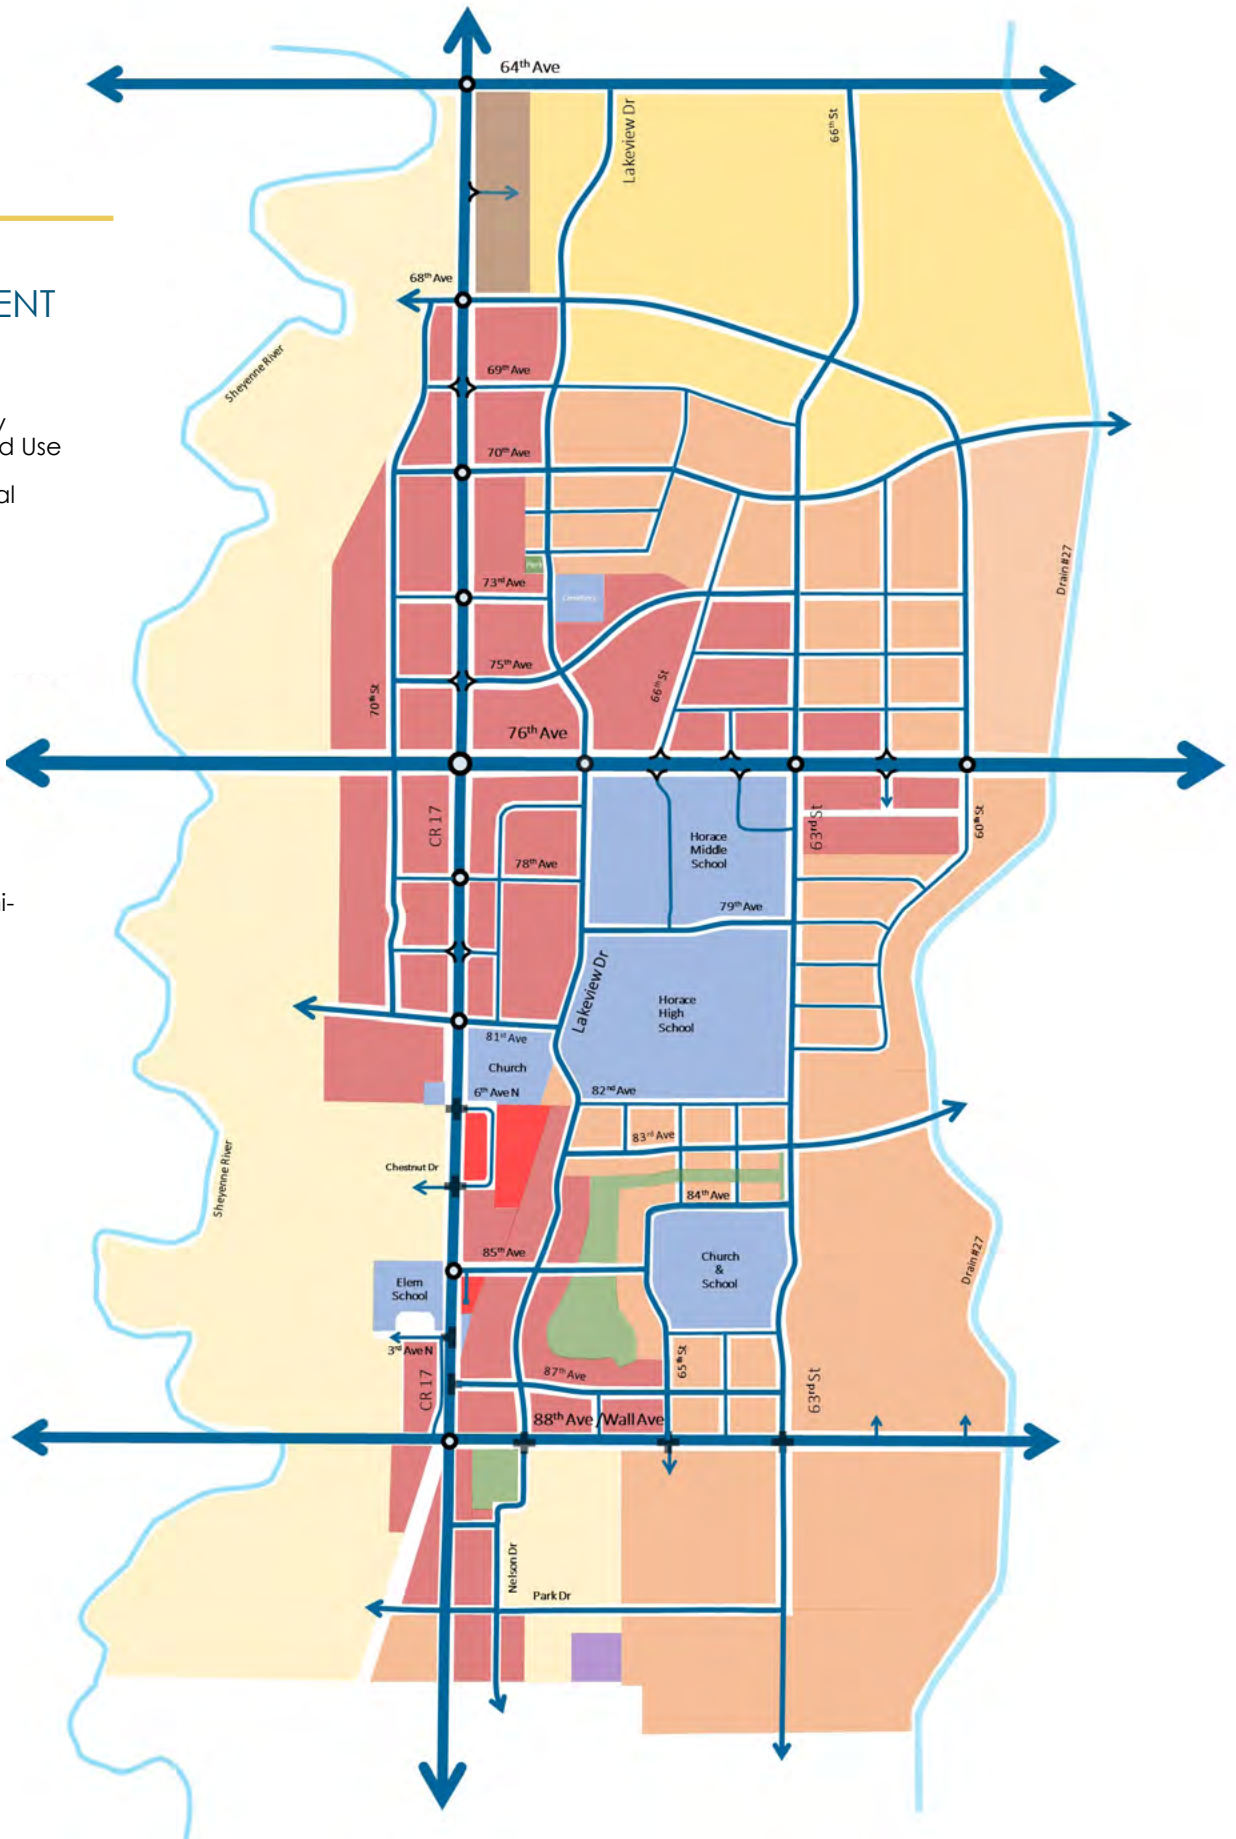 64th Ave
Lakeview Dr
66th St
68th Ave
ENT
Sheyenne River
69th Ave
y
d Use
70th Ave
al
Park
73rd Ave
Cemetery
Drain #27
75th Ave
66th St
70th St
76th Ave
CR 17
Horace
Middle
School
63rd St
60th St
78th Ave
ni-
79th Ave
Lakeview Dr
Horace
High
School
81st Ave
Church
6th Ave N
82nd Ave
83rd Ave
Chestnut Dr
Sheyenne River
84th Ave
85th Ave
Church
&
School
Drain #27
Elem
School
3rd Ave N
65th St
87th Ave
CR 17
63rd St
88th Ave /Wall Ave
Nelson Dr
Park Dr